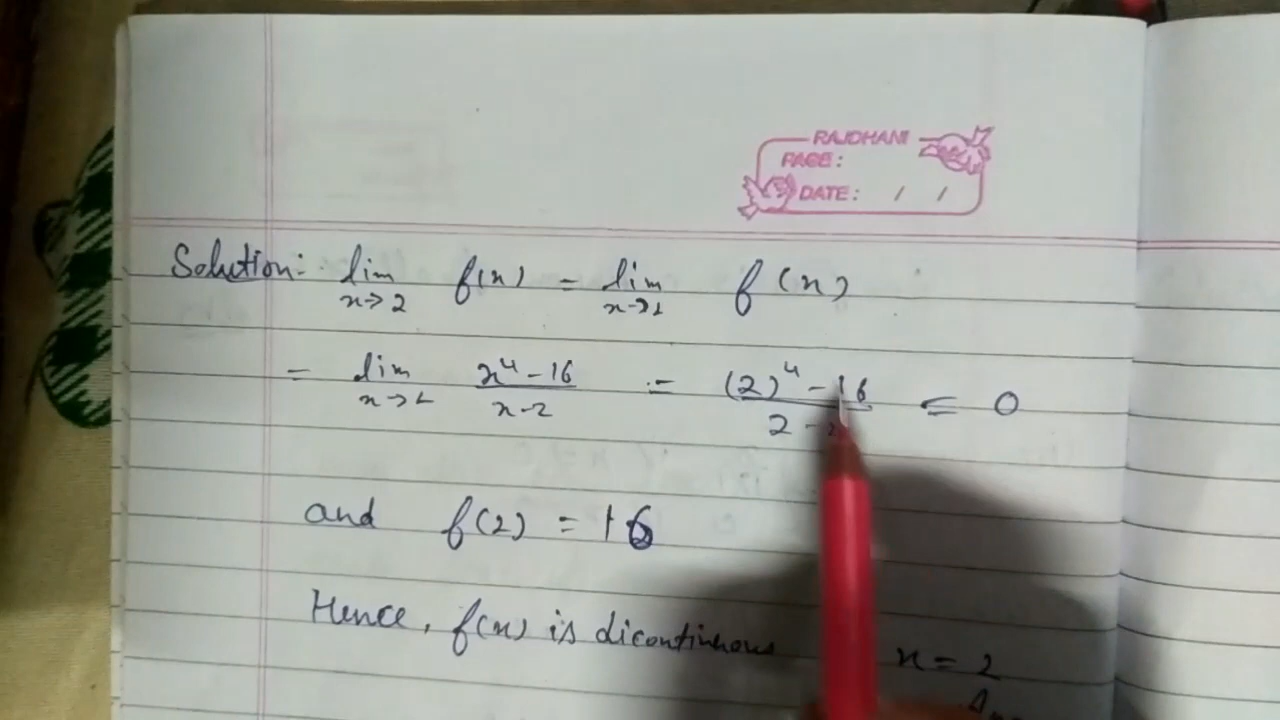 RAJDHANI
PAGE:
DATE: / /
Solution:- lim x→2 f(x) = lim x→2 f(x)
= lim x→2 x⁴-16 / x-2 = (2)⁴-16 / 2- = 0
and f(2) = 16
Hence, f(x) is dicontinuous x = 2